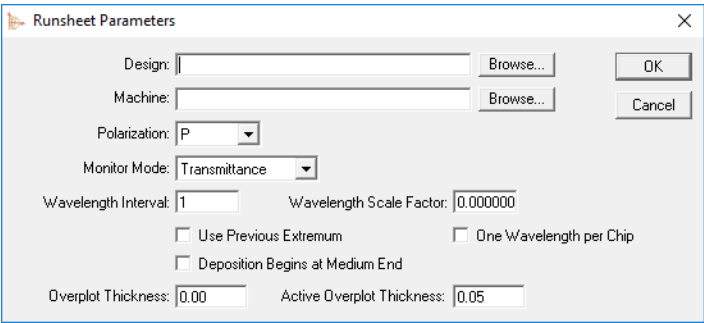 Runsheet Parameters
Design: Browse... OK
Machine: Browse... Cancel
Polarization: P
Monitor Mode: Transmittance
Wavelength Interval: 1 Wavelength Scale Factor: 0.000000
Use Previous Extremum One Wavelength per Chip
Deposition Begins at Medium End
Overplot Thickness: 0.00 Active Overplot Thickness: 0.05